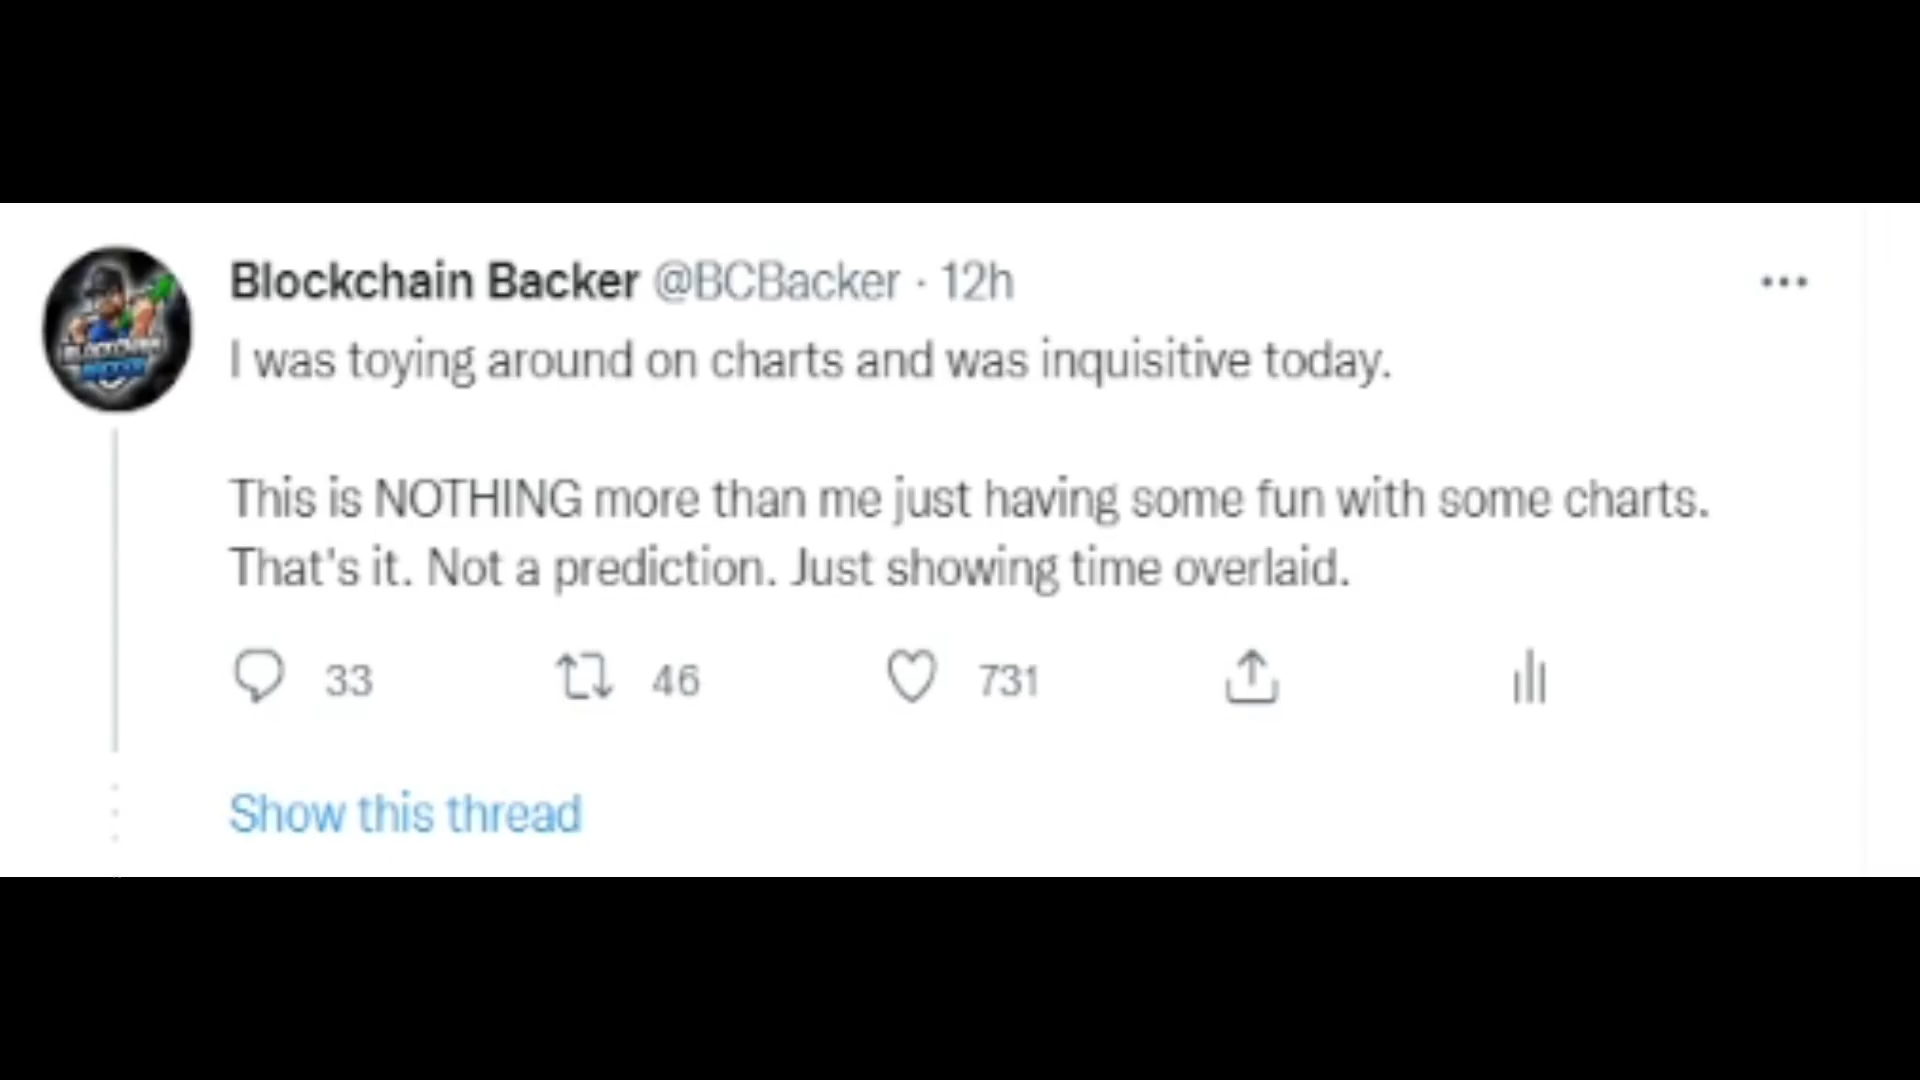 Blockchain Backer @BCBacker · 12h
I was toying around on charts and was inquisitive today.
This is NOTHING more than me just having some fun with some charts.
That's it. Not a prediction. Just showing time overlaid.
33 46 731
Show this thread